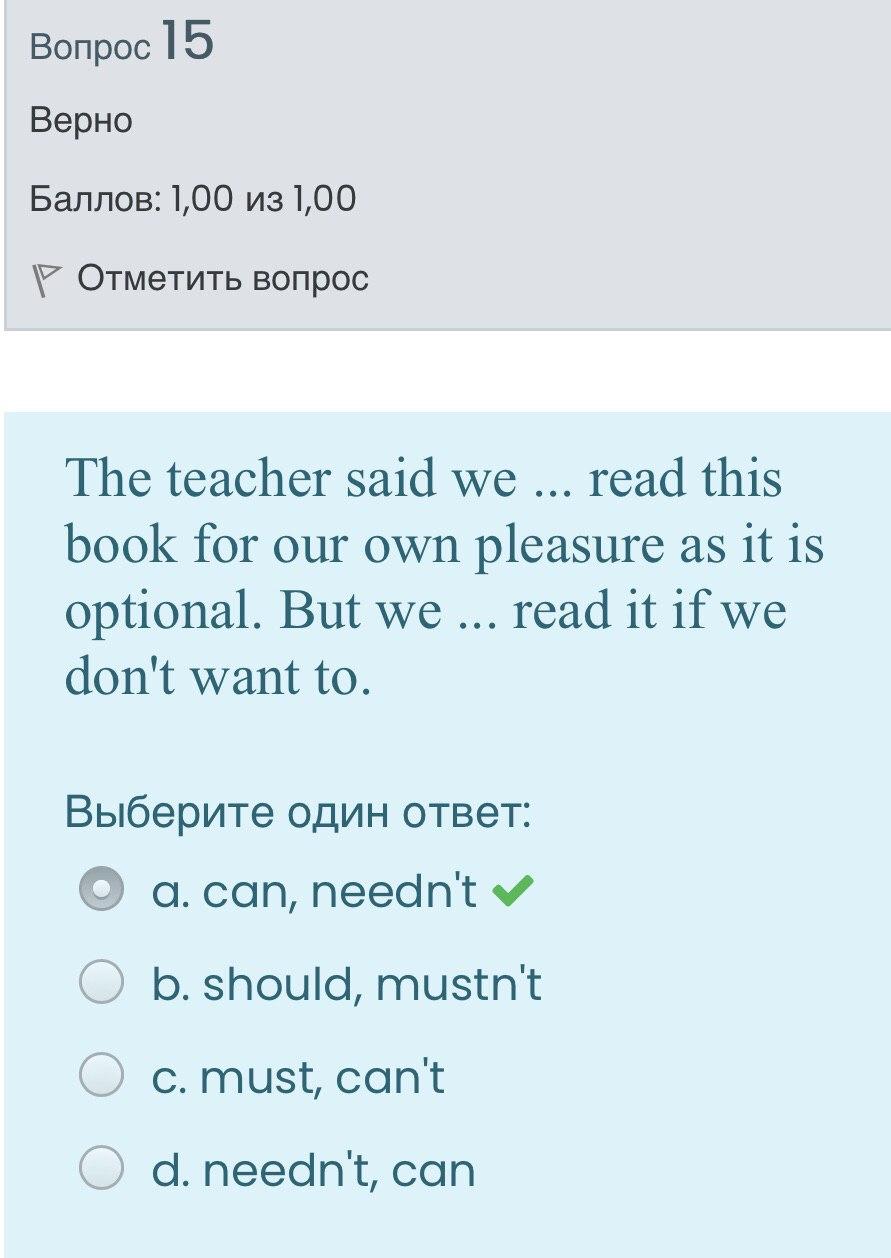 Вопрос 15
Верно
Баллов: 1,00 из 1,00
Отметить вопрос
The teacher said we ... read this
book for our own pleasure as it is
optional. But we ... read it if we
don't want to.
Выберите один ответ:
a. can, needn't
b. should, mustn't
c. must, can't
d. needn't, can